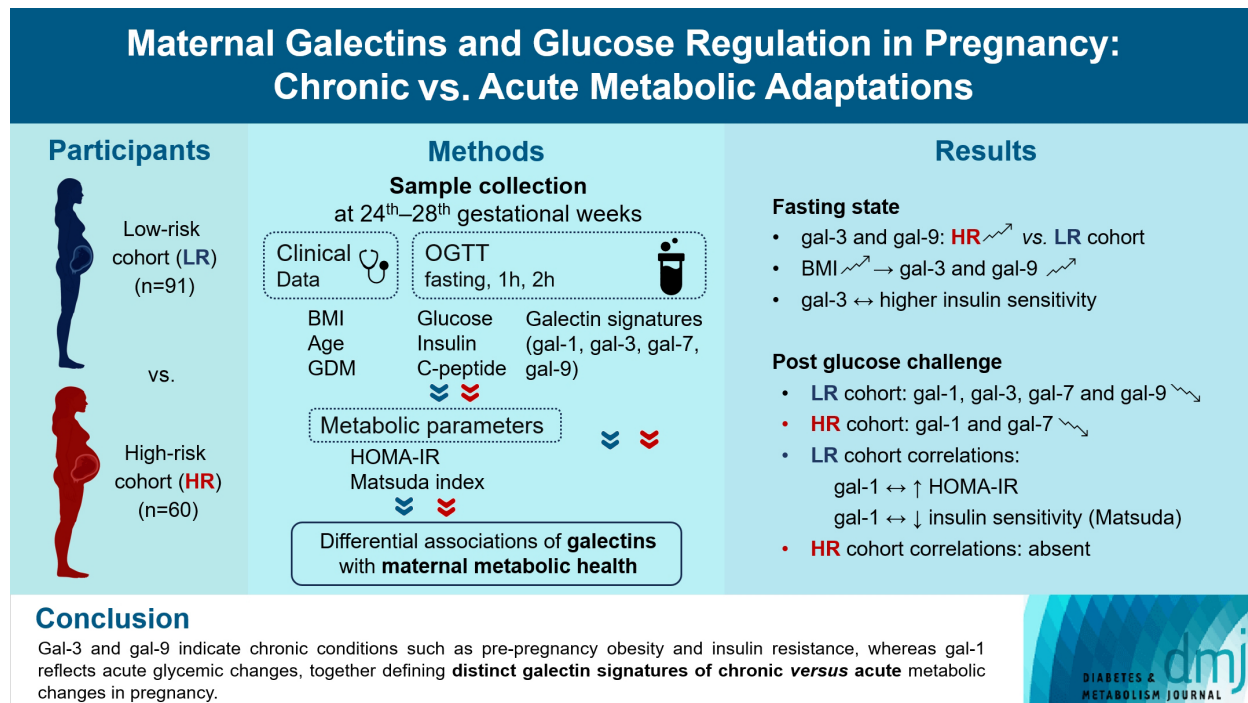 Maternal Galectins and Glucose Regulation in Pregnancy:
Chronic vs. Acute Metabolic Adaptations
Participants
Low-risk
cohort (LR)
(n=91)
vs.
High-risk
cohort (HR)
(n=60)
Methods
Sample collection
at 24th–28th gestational weeks
Clinical
Data
OGTT
fasting, 1h, 2h
BMI
Age
GDM
Glucose
Insulin
C-peptide
Galectin signatures
(gal-1, gal-3, gal-7,
gal-9)
Metabolic parameters
HOMA-IR
Matsuda index
Differential associations of galectins
with maternal metabolic health
Results
Fasting state
• gal-3 and gal-9: HR vs. LR cohort
• BMI → gal-3 and gal-9
• gal-3 ↔ higher insulin sensitivity
Post glucose challenge
• LR cohort: gal-1, gal-3, gal-7 and gal-9
• HR cohort: gal-1 and gal-7
• LR cohort correlations:
gal-1 ↔ ↑ HOMA-IR
gal-1 ↔ ↓ insulin sensitivity (Matsuda)
• HR cohort correlations: absent
Conclusion
Gal-3 and gal-9 indicate chronic conditions such as pre-pregnancy obesity and insulin resistance, whereas gal-1
reflects acute glycemic changes, together defining distinct galectin signatures of chronic versus acute metabolic
changes in pregnancy.
dmj
DIABETES &
METABOLISM JOURNAL